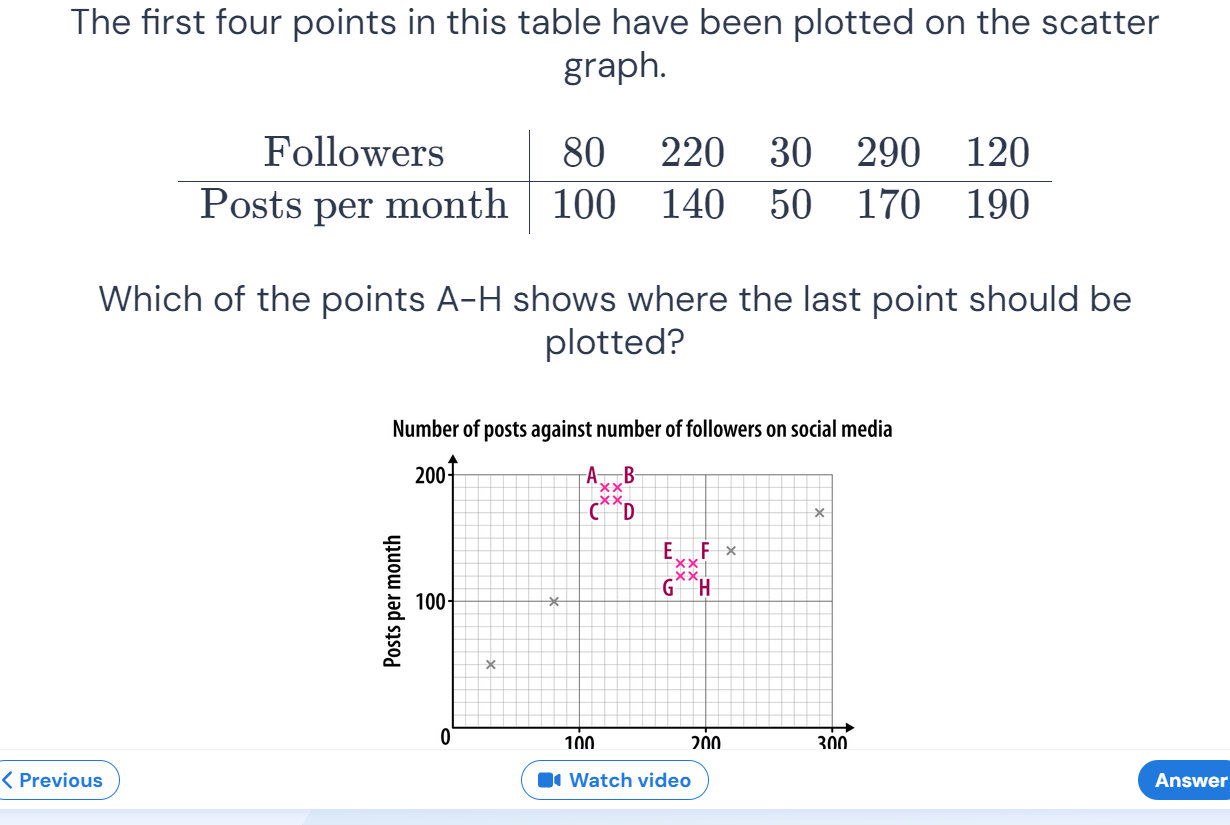 The first four points in this table have been plotted on the scatter
graph.
Followers 80 220 30 290 120
Posts per month 100 140 50 170 190
Which of the points A–H shows where the last point should be
plotted?
Number of posts against number of followers on social media
200
A B
C D
E F
G H
100
Posts per month
0 100 200 300
Previous Watch video Answer